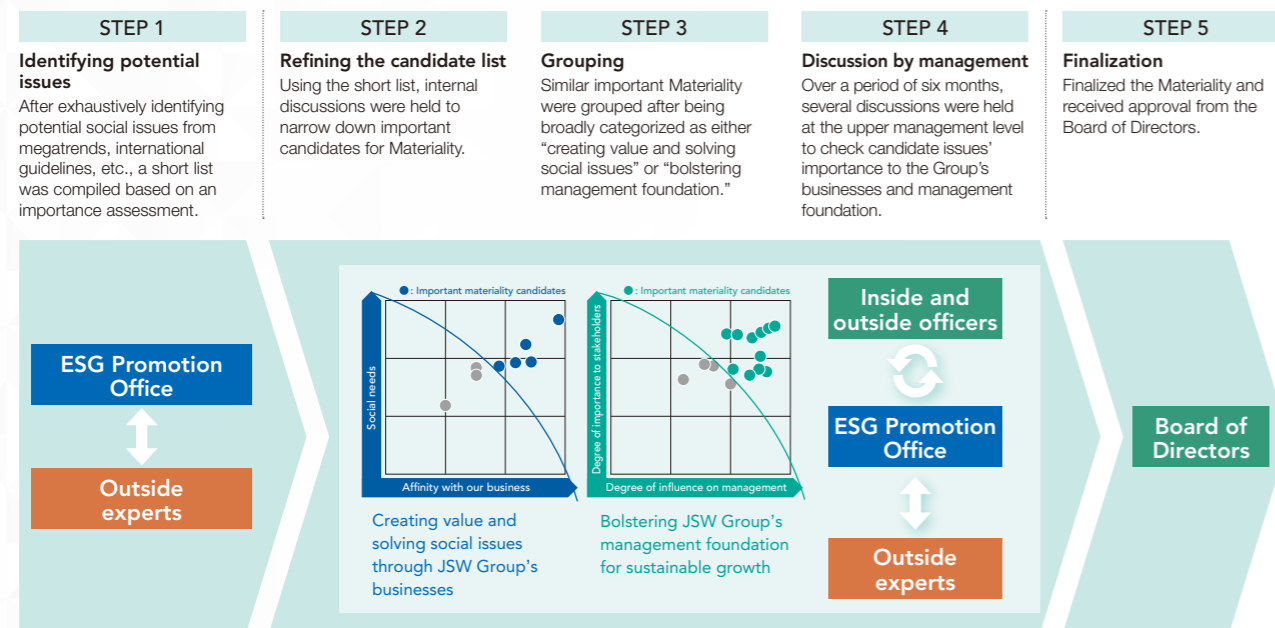 STEP 1
Identifying potential
issues
After exhaustively identifying
potential social issues from
megatrends, international
guidelines, etc., a short list
was compiled based on an
importance assessment.
STEP 2
Refining the candidate list
Using the short list, internal
discussions were held to
narrow down important
candidates for Materiality.
STEP 3
Grouping
Similar important Materiality
were grouped after being
broadly categorized as either
“creating value and solving
social issues” or “bolstering
management foundation.”
STEP 4
Discussion by management
Over a period of six months,
several discussions were held
at the upper management level
to check candidate issues’
importance to the Group’s
businesses and management
foundation.
STEP 5
Finalization
Finalized the Materiality and
received approval from the
Board of Directors.
ESG Promotion
Office
Outside
experts
: Important materiality candidates
Social needs
Affinity with our business
Creating value and
solving social issues
through JSW Group’s
businesses
: Important materiality candidates
Degree of importance to stakeholders
Degree of influence on management
Bolstering JSW Group’s
management foundation
for sustainable growth
Inside and
outside officers
ESG Promotion
Office
Outside
experts
Board of
Directors